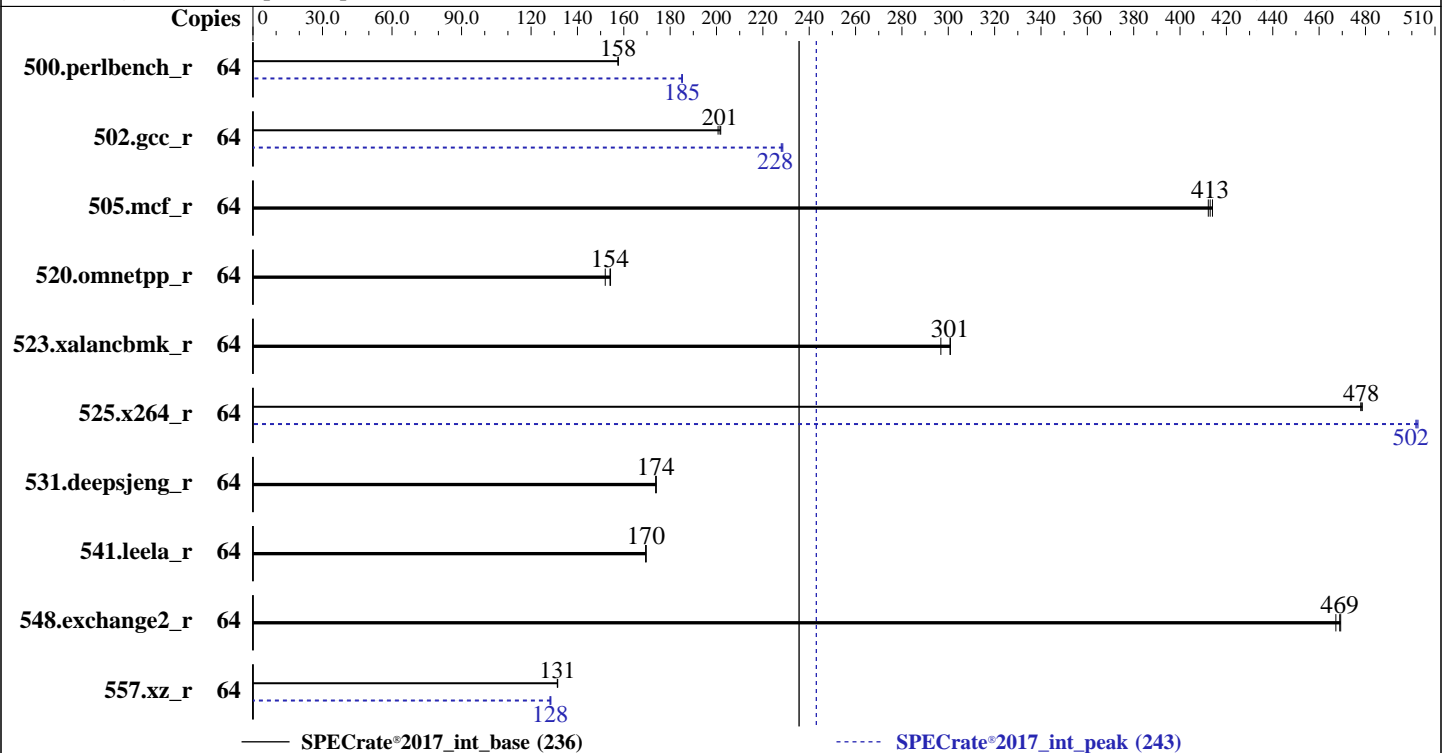 Copies 0 30.0 60.0 90.0 120 140 160 180 200 220 240 260 280 300 320 340 360 380 400 420 440 460 480 510
158
500.perlbench_r 64
185
201
502.gcc_r 64
228
413
505.mcf_r 64
154
520.omnetpp_r 64
301
523.xalancbmk_r 64
478
525.x264_r 64
502
174
531.deepsjeng_r 64
170
541.leela_r 64
469
548.exchange2_r 64
131
557.xz_r 64
128
SPECrate®2017_int_base (236) SPECrate®2017_int_peak (243)